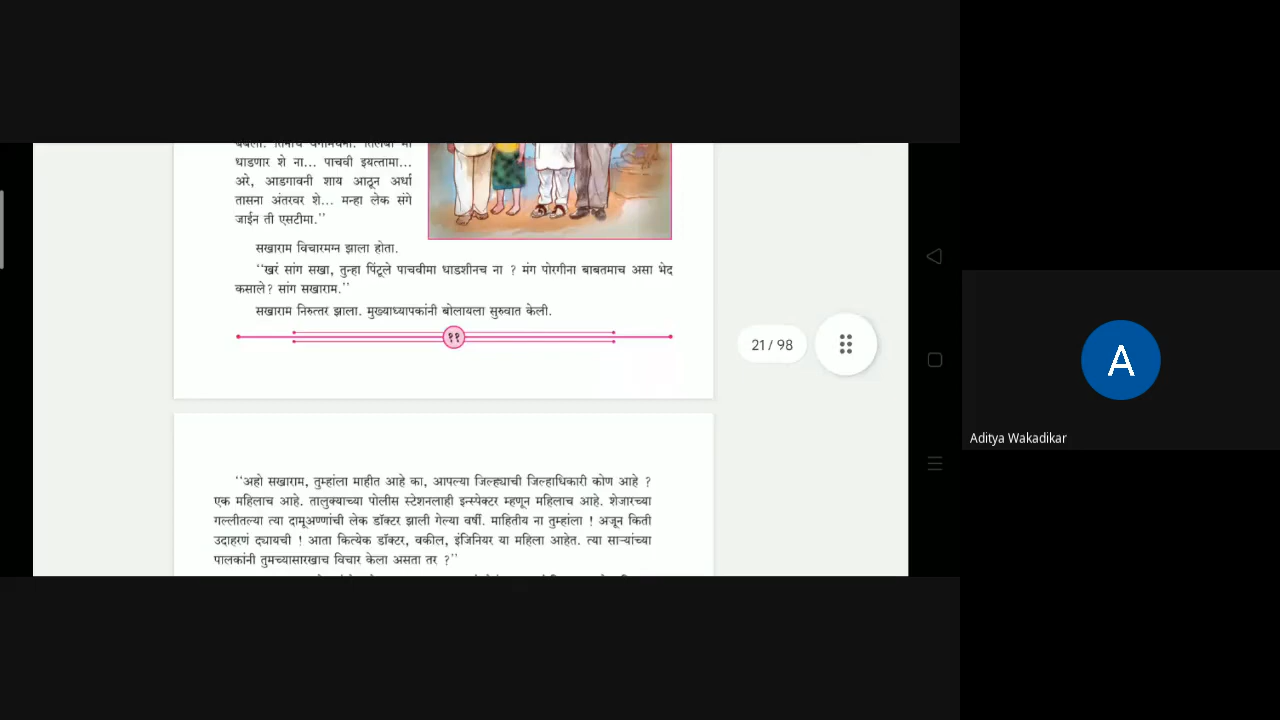 धाडणार शे ना... पाचवी इयत्तामा...
अरे, आडगावनी शाय आठून अर्धा
तासना अंतरवर शे... मन्हा लेक संगे
जाईन ती एसटीमा.’’
सखाराम विचारमग्न झाला होता.
‘‘खरं सांग सखा, तुन्हा पिंटूले पाचवीमा धाडशीनच ना ? मंग पोरगीना बाबतमाच असा भेद
कसाले? सांग सखाराम.’’
सखाराम निरुत्तर झाला. मुख्याध्यापकांनी बोलायला सुरुवात केली.
११
21 / 98
‘‘अहो सखाराम, तुम्हांला माहीत आहे का, आपल्या जिल्ह्याची जिल्हाधिकारी कोण आहे ?
एक महिलाच आहे. तालुक्याच्या पोलीस स्टेशनलाही इन्स्पेक्टर म्हणून महिलाच आहे. शेजारच्या
गल्लीतल्या त्या दामूअण्णांची लेक डॉक्टर झाली गेल्या वर्षी. माहितीय ना तुम्हांला ! अजून किती
उदाहरणं द्यायची ! आता कित्येक डॉक्टर, वकील, इंजिनियर या महिला आहेत. त्या साऱ्यांच्या
पालकांनी तुमच्यासारखाच विचार केला असता तर ?’’
A
Aditya Wakadikar